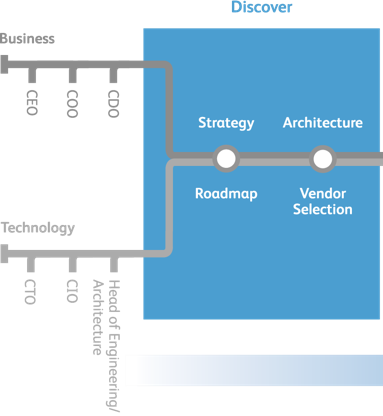 Discover
Business
CEO
COO
CDO
Strategy
Architecture
Roadmap
Vendor
Selection
Technology
CTO
CIO
Head of Engineering/
Architecture